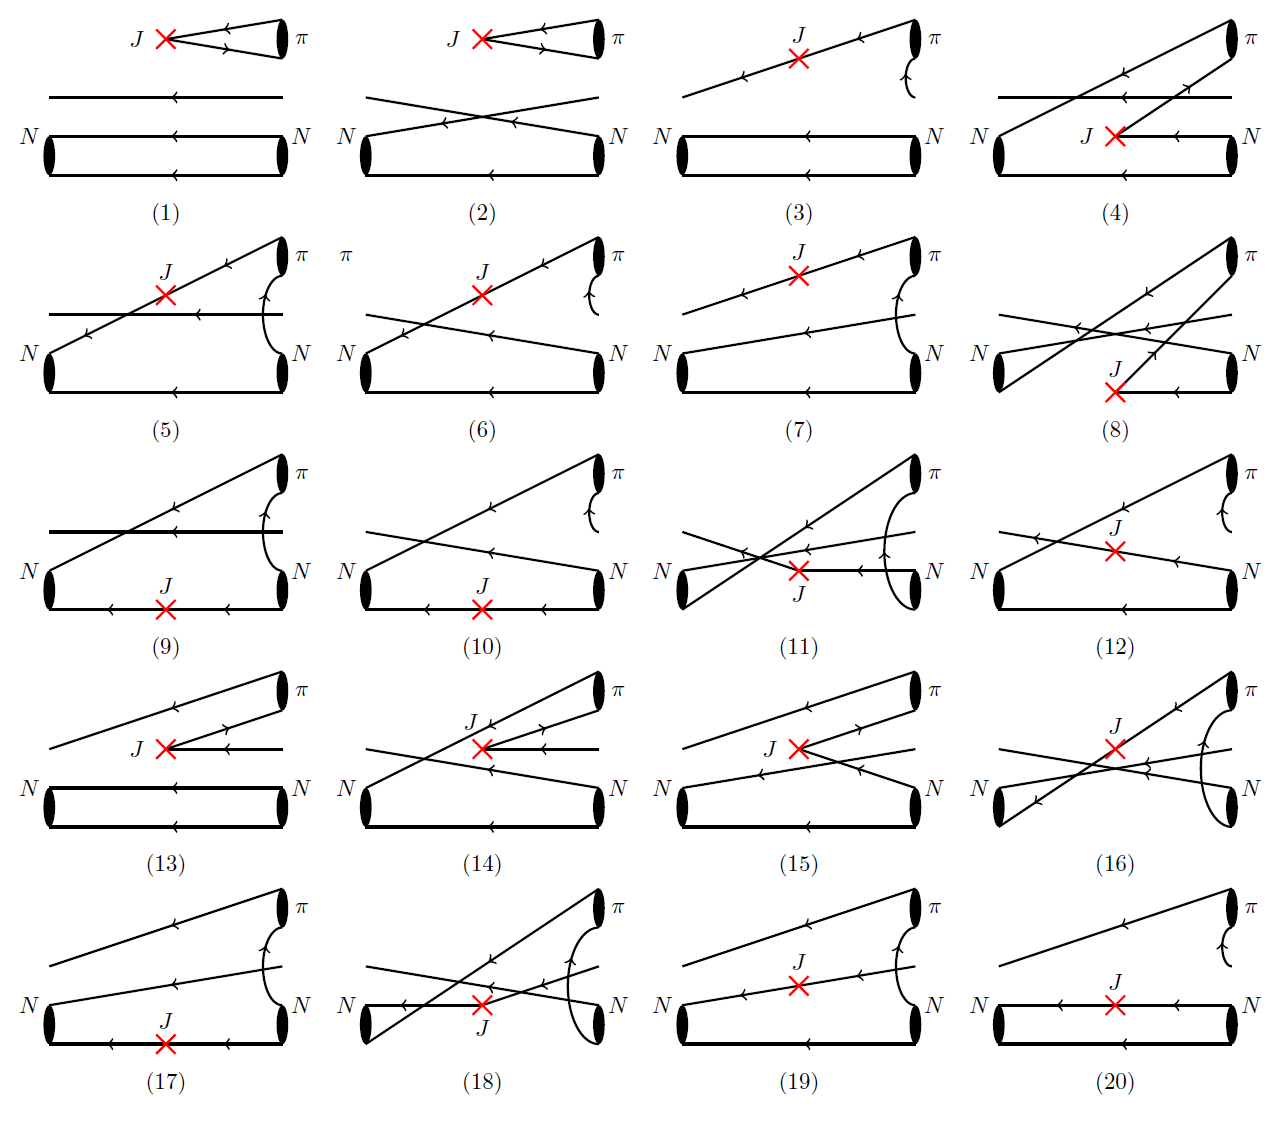 J π J π J π π
N N N N N N N J N
(1) (2) (3) (4)
J π π J π J π π
N N N N N N N J N
(5) (6) (7) (8)
π π π π
N J N N J N N J N N J N
(9) (10) (11) (12)
π J π π J π
J J
N N N N N N N N
(13) (14) (15) (16)
π π π π
N J N N J N N J N N J N
(17) (18) (19) (20)